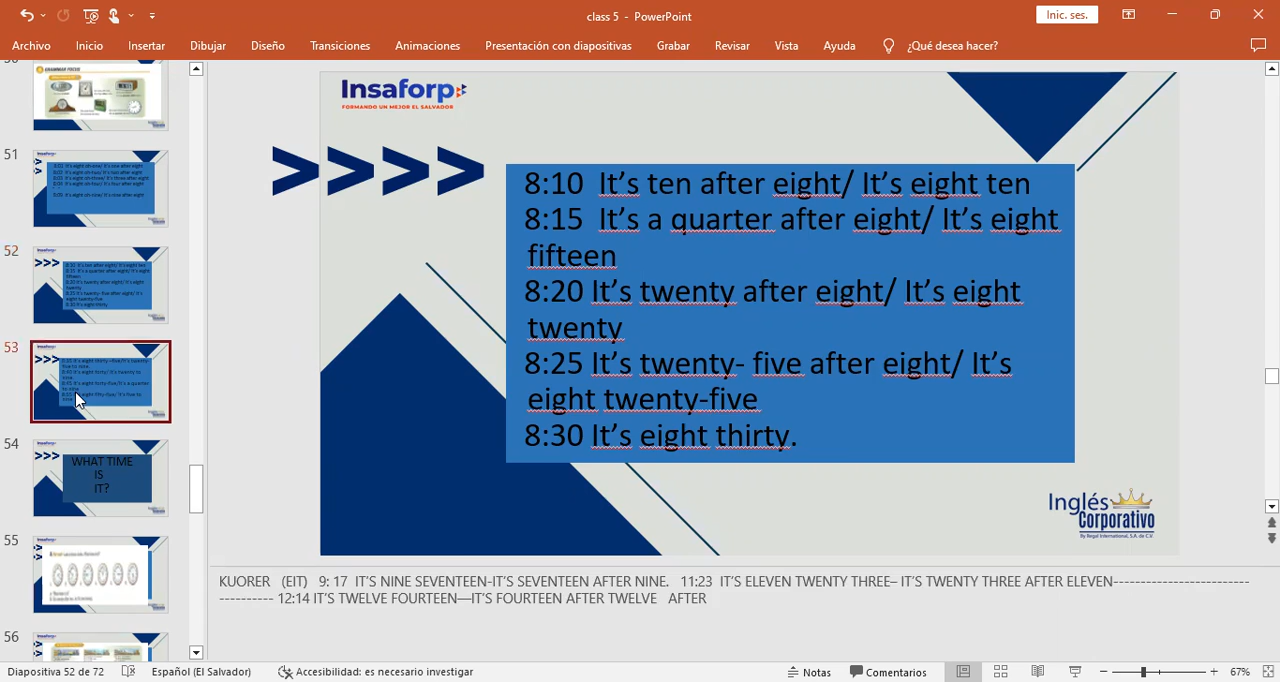 class 5 - PowerPoint
Inic. ses.
Archivo Inicio Insertar Dibujar Diseño Transiciones Animaciones Presentación con diapositivas Grabar Revisar Vista Ayuda ¿Qué desea hacer?
51
52
53
54
WHAT TIME
IS
IT?
55
56
Insaforp
FORMANDO UN MEJOR EL SALVADOR
>>>>
8:10 It's ten after eight/ It's eight ten
8:15 It's a quarter after eight/ It's eight
fifteen
8:20 It's twenty after eight/ It's eight
twenty
8:25 It's twenty- five after eight/ It's
eight twenty-five
8:30 It's eight thirty.
Inglés
Corporativo
By Regal International, S.A. de C.V.
KUORER (EIT) 9: 17 IT'S NINE SEVENTEEN-IT'S SEVENTEEN AFTER NINE. 11:23 IT'S ELEVEN TWENTY THREE– IT'S TWENTY THREE AFTER ELEVEN---------------------------
----------- 12:14 IT'S TWELVE FOURTEEN—IT'S FOURTEEN AFTER TWELVE AFTER
Diapositiva 52 de 72 Español (El Salvador) Accesibilidad: es necesario investigar Notas Comentarios 67%